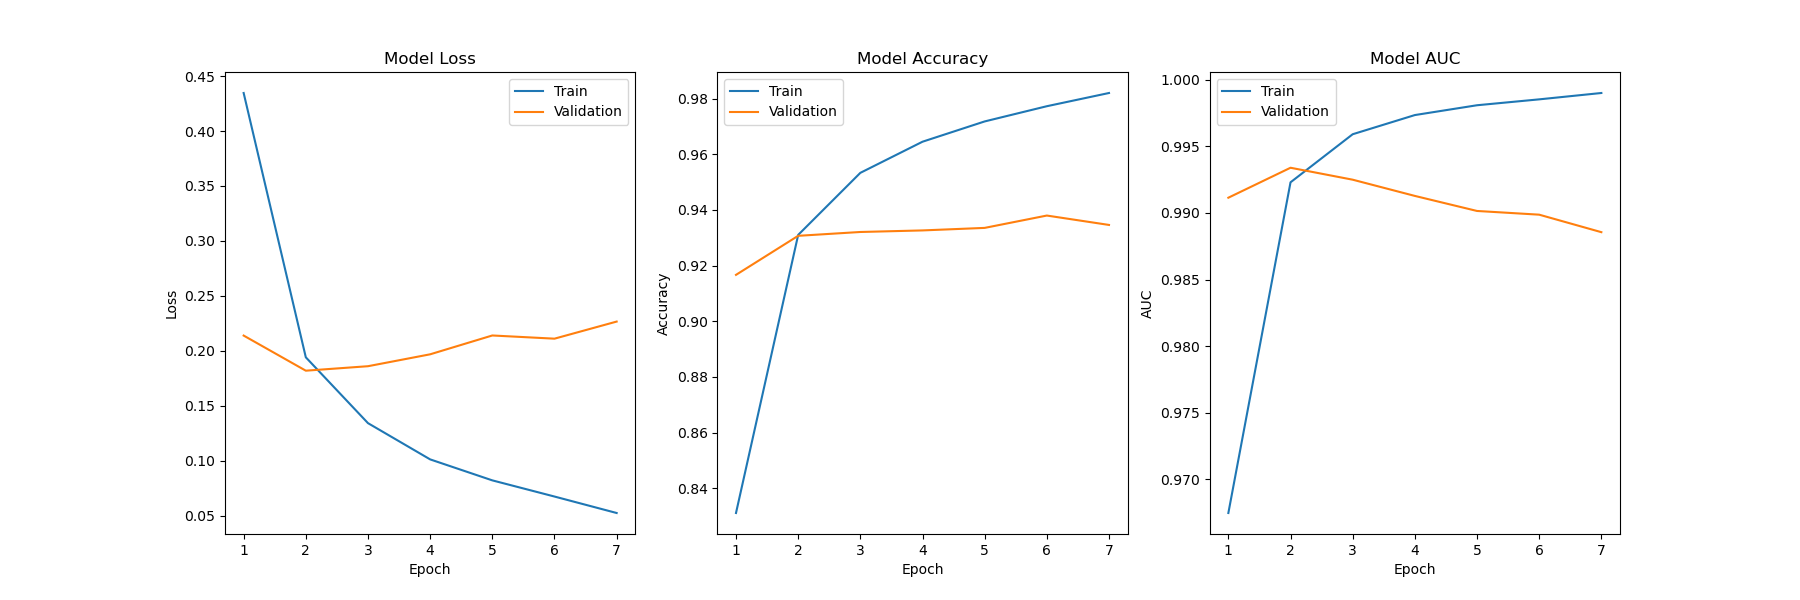 Model Loss
Train
Validation
0.45
0.40
0.35
0.30
0.25
0.20
0.15
0.10
0.05
Loss
1 2 3 4 5 6 7
Epoch
Model Accuracy
Train
Validation
0.98
0.96
0.94
0.92
0.90
0.88
0.86
0.84
Accuracy
1 2 3 4 5 6 7
Epoch
Model AUC
Train
Validation
1.000
0.995
0.990
0.985
0.980
0.975
0.970
AUC
1 2 3 4 5 6 7
Epoch